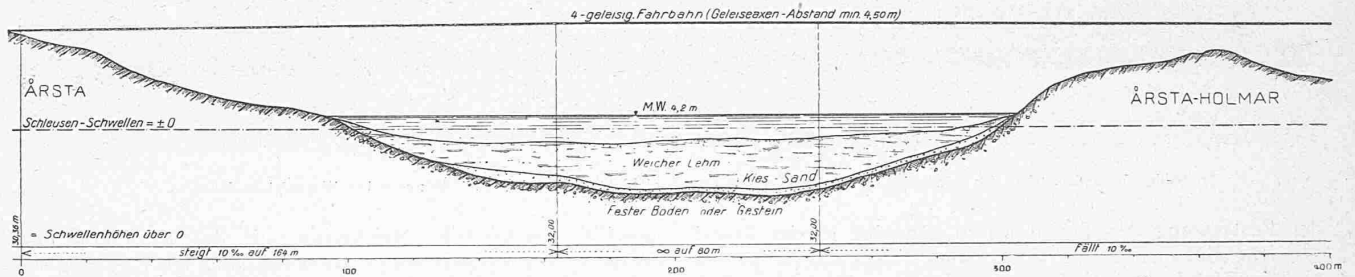 4-geleisig. Fahrbahn (Geleiseaxen-Abstand min. 4,50 m)
ÅRSTA
ÅRSTA-HOLMAR
M.W. 4,2 m
Schleusen-Schwellen = ± 0
Weicher Lehm
Kies - Sand
Fester Boden oder Gestein
30,36 m
= Schwellenhöhen über 0
32,00
32,00
steigt 10 ‰ auf 164 m
∞ auf 80 m
fällt 10 ‰
0
100
200
300
400 m